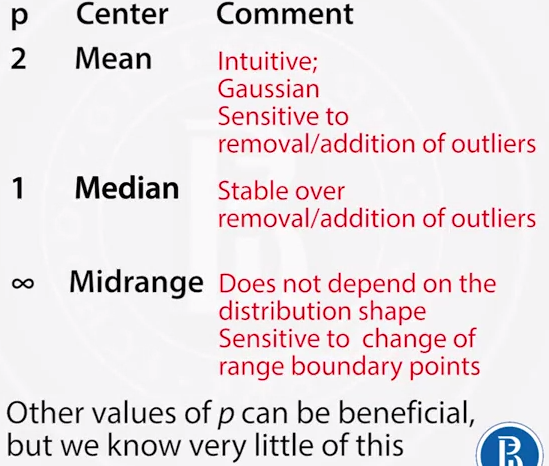 p Center Comment
2 Mean Intuitive;
Gaussian
Sensitive to
removal/addition of outliers
1 Median Stable over
removal/addition of outliers
∞ Midrange Does not depend on the
distribution shape
Sensitive to change of
range boundary points
Other values of p can be beneficial,
but we know very little of this